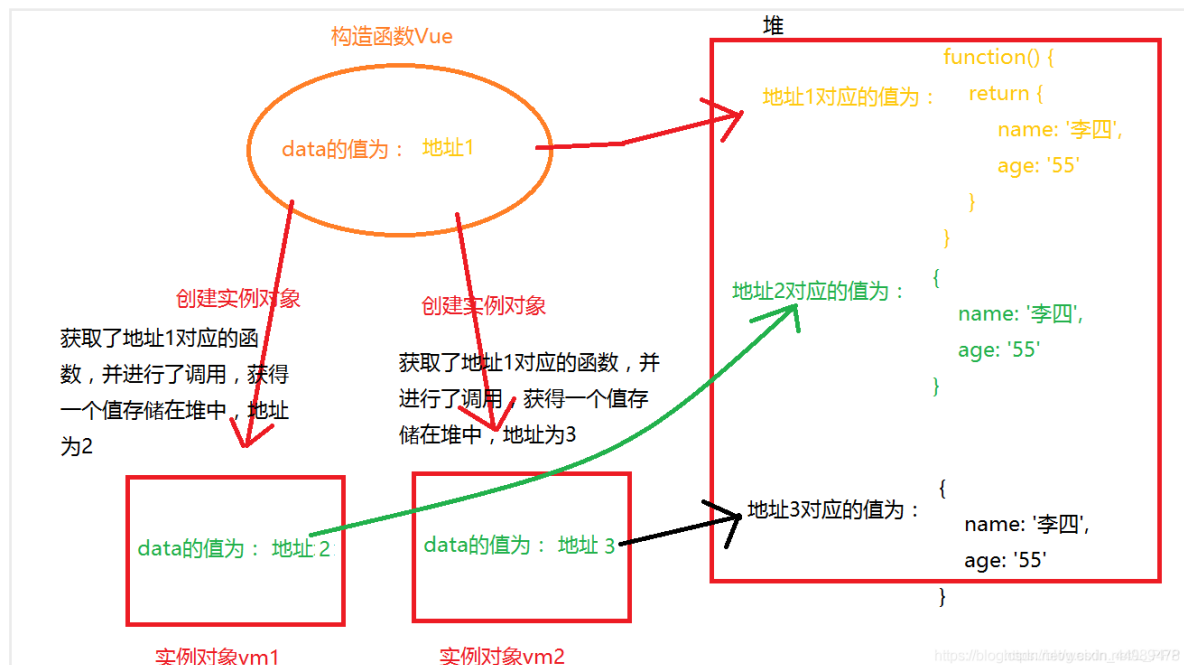 构造函数Vue
data的值为： 地址1
堆
地址1对应的值为：
function() {
return {
name: '李四',
age: '55'
}
}
地址2对应的值为：
{
name: '李四',
age: '55'
}
地址3对应的值为：
{
name: '李四',
age: '55'
}
创建实例对象
获取了地址1对应的函
数，并进行了调用，获得
一个值存储在堆中，地址
为2
创建实例对象
获取了地址1对应的函数，并
进行了调用，获得一个值存
储在堆中，地址为3
data的值为： 地址2
data的值为： 地址 3
实例对象vm1
实例对象vm2